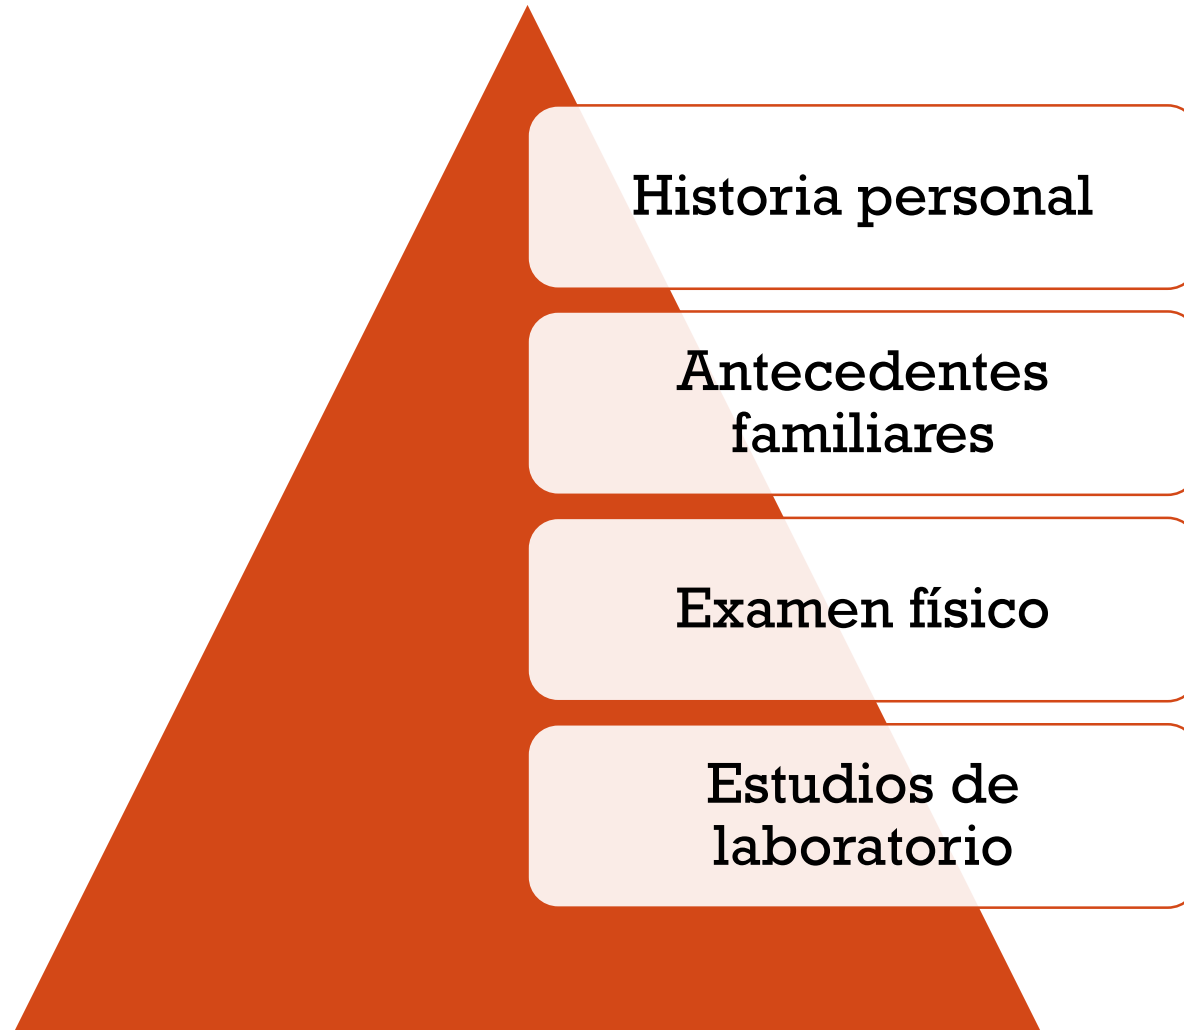 Historia personal
Antecedentes
familiares
Examen físico
Estudios de
laboratorio